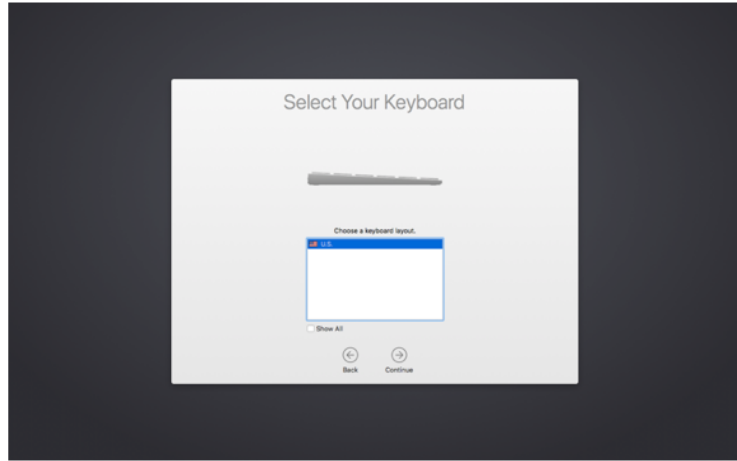 Select Your Keyboard
Choose a keyboard layout.
U.S.
Show All
Back Continue